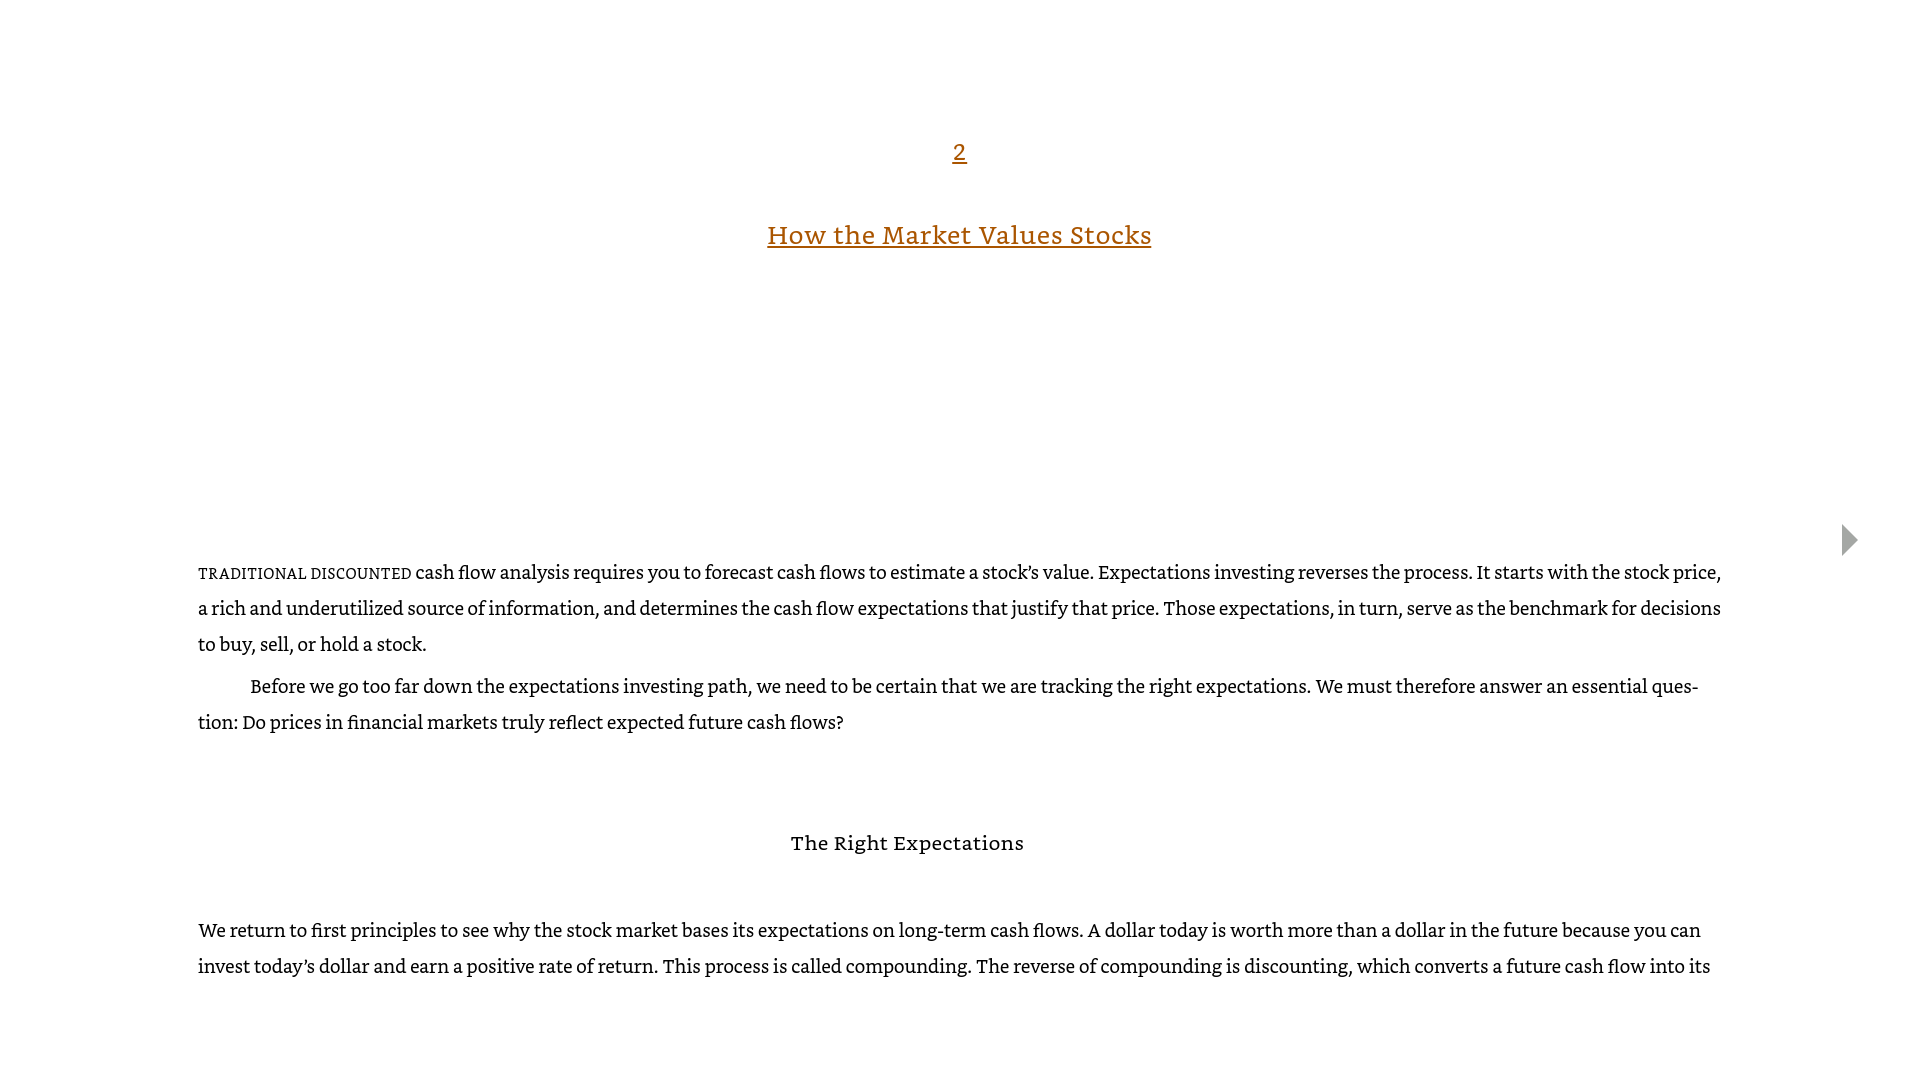 2
How the Market Values Stocks
TRADITIONAL DISCOUNTED cash flow analysis requires you to forecast cash flows to estimate a stock’s value. Expectations investing reverses the process. It starts with the stock price,
a rich and underutilized source of information, and determines the cash flow expectations that justify that price. Those expectations, in turn, serve as the benchmark for decisions
to buy, sell, or hold a stock.
Before we go too far down the expectations investing path, we need to be certain that we are tracking the right expectations. We must therefore answer an essential ques-
tion: Do prices in financial markets truly reflect expected future cash flows?
The Right Expectations
We return to first principles to see why the stock market bases its expectations on long-term cash flows. A dollar today is worth more than a dollar in the future because you can
invest today’s dollar and earn a positive rate of return. This process is called compounding. The reverse of compounding is discounting, which converts a future cash flow into its